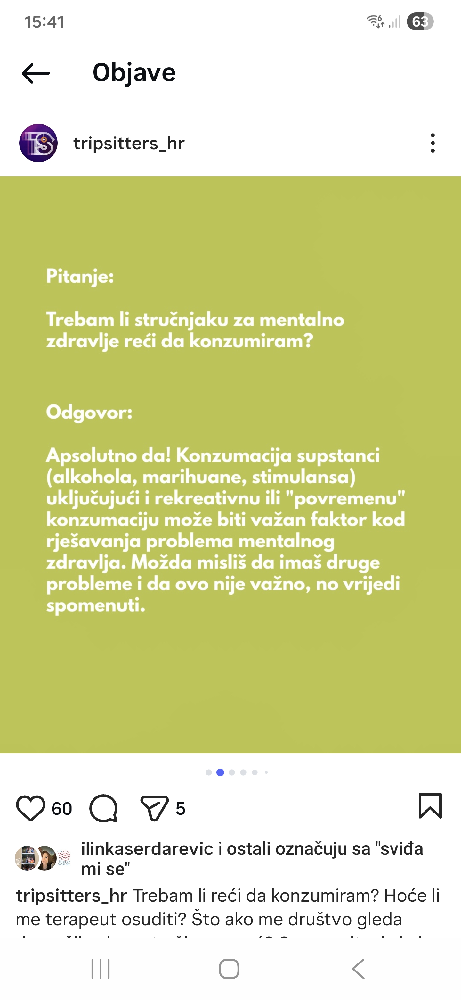 15:41
6
63
Objave
TS
tripsitters_hr
Pitanje:
Trebam li stručnjaku za mentalno
zdravlje reći da konzumiram?
Odgovor:
Apsolutno da! Konzumacija supstanci
(alkohola, marihuane, stimulansa)
uključujući i rekreativnu ili "povremenu"
konzumaciju može biti važan faktor kod
rješavanja problema mentalnog
zdravlja. Možda misliš da imaš druge
probleme i da ovo nije važno, no vrijedi
spomenuti.
60
5
ilinkaserdarevic i ostali označuju sa "sviđa
mi se"
tripsitters_hr Trebam li reći da konzumiram? Hoće li
me terapeut osuditi? Što ako me društvo gleda